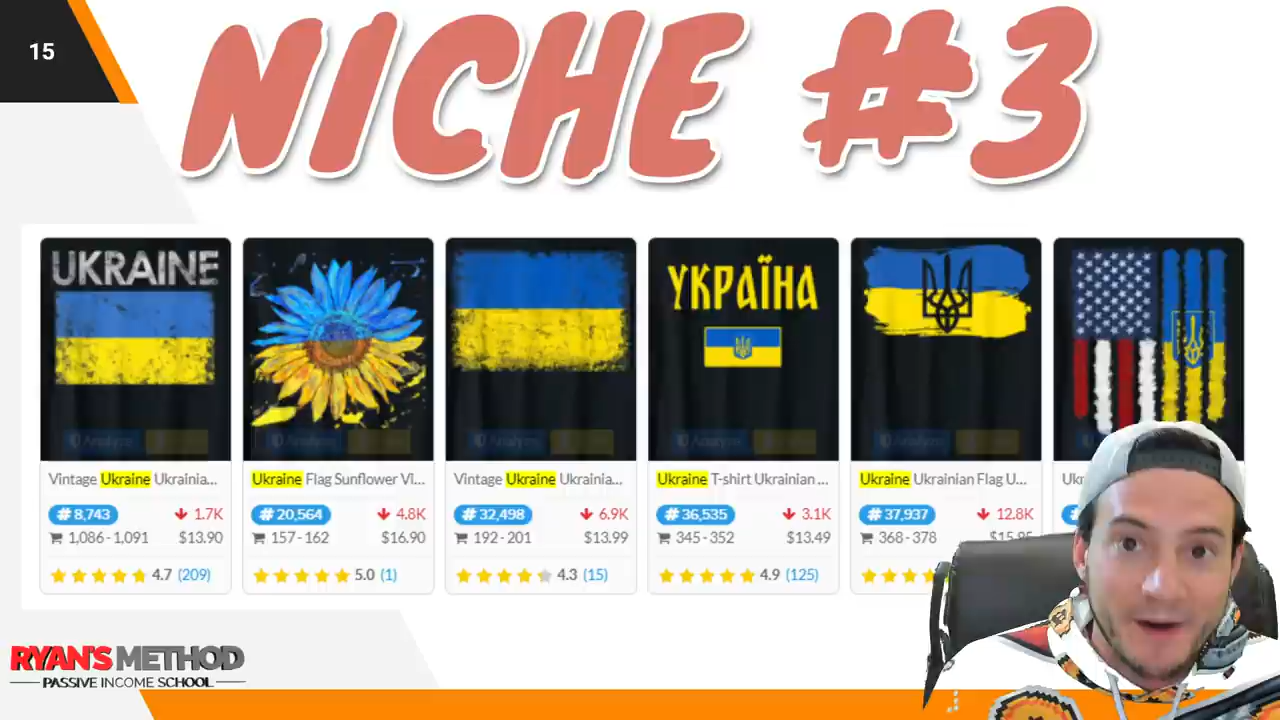 15
NICHE #3
UKRAINE
УКРАЇНА
Vintage Ukraine Ukrainia...
#8,743 1.7K
1,086 - 1,091 $13.90
4.7 (209)
Ukraine Flag Sunflower Vi...
#20,564 4.8K
157 - 162 $16.90
5.0 (1)
Vintage Ukraine Ukrainia...
#32,498 6.9K
192 - 201 $13.99
4.3 (15)
Ukraine T-shirt Ukrainian ...
#36,535 3.1K
345 - 352 $13.49
4.9 (125)
Ukraine Ukrainian Flag U...
#37,937 12.8K
368 - 378
#
RYAN'S METHOD
PASSIVE INCOME SCHOOL